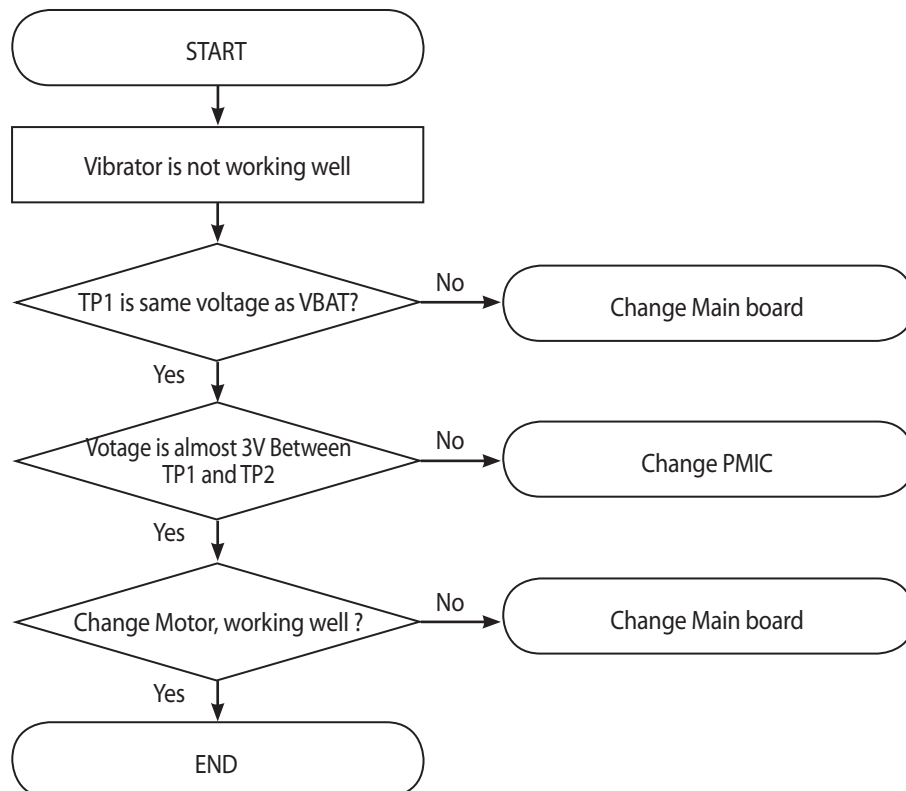 START
Vibrator is not working well
TP1 is same voltage as VBAT?
No
Change Main board
Yes
Votage is almost 3V Between
TP1 and TP2
No
Change PMIC
Yes
Change Motor, working well ?
No
Change Main board
Yes
END